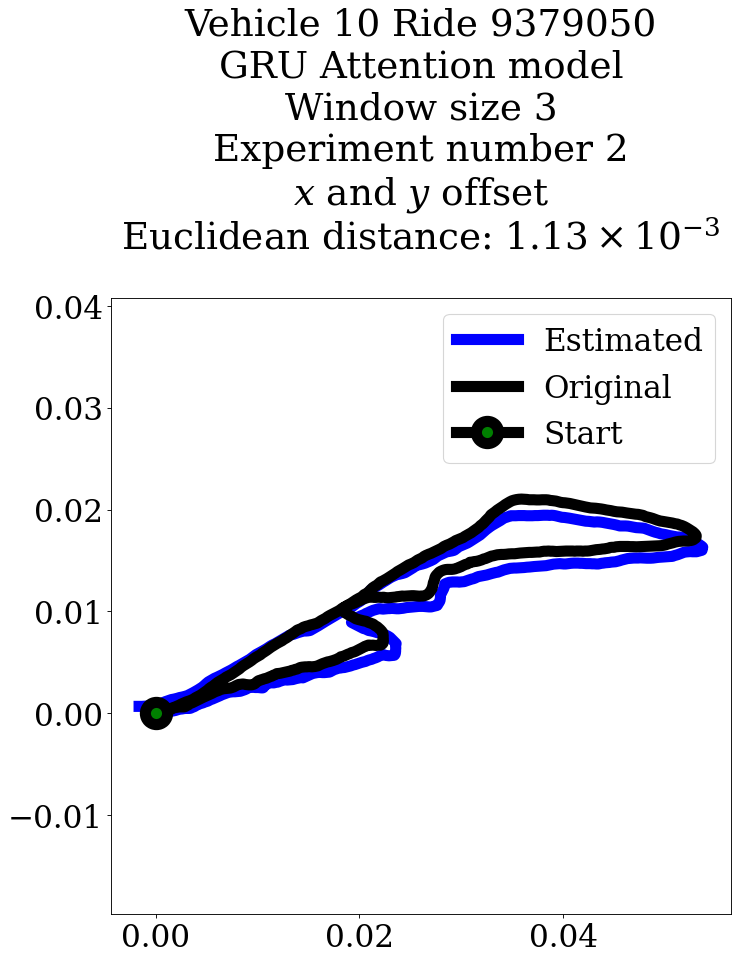 Vehicle 10 Ride 9379050
GRU Attention model
Window size 3
Experiment number 2
x and y offset
Euclidean distance: 1.13 × 10⁻³
0.04
0.03
0.02
0.01
0.00
−0.01
Estimated
Original
Start
0.00 0.02 0.04